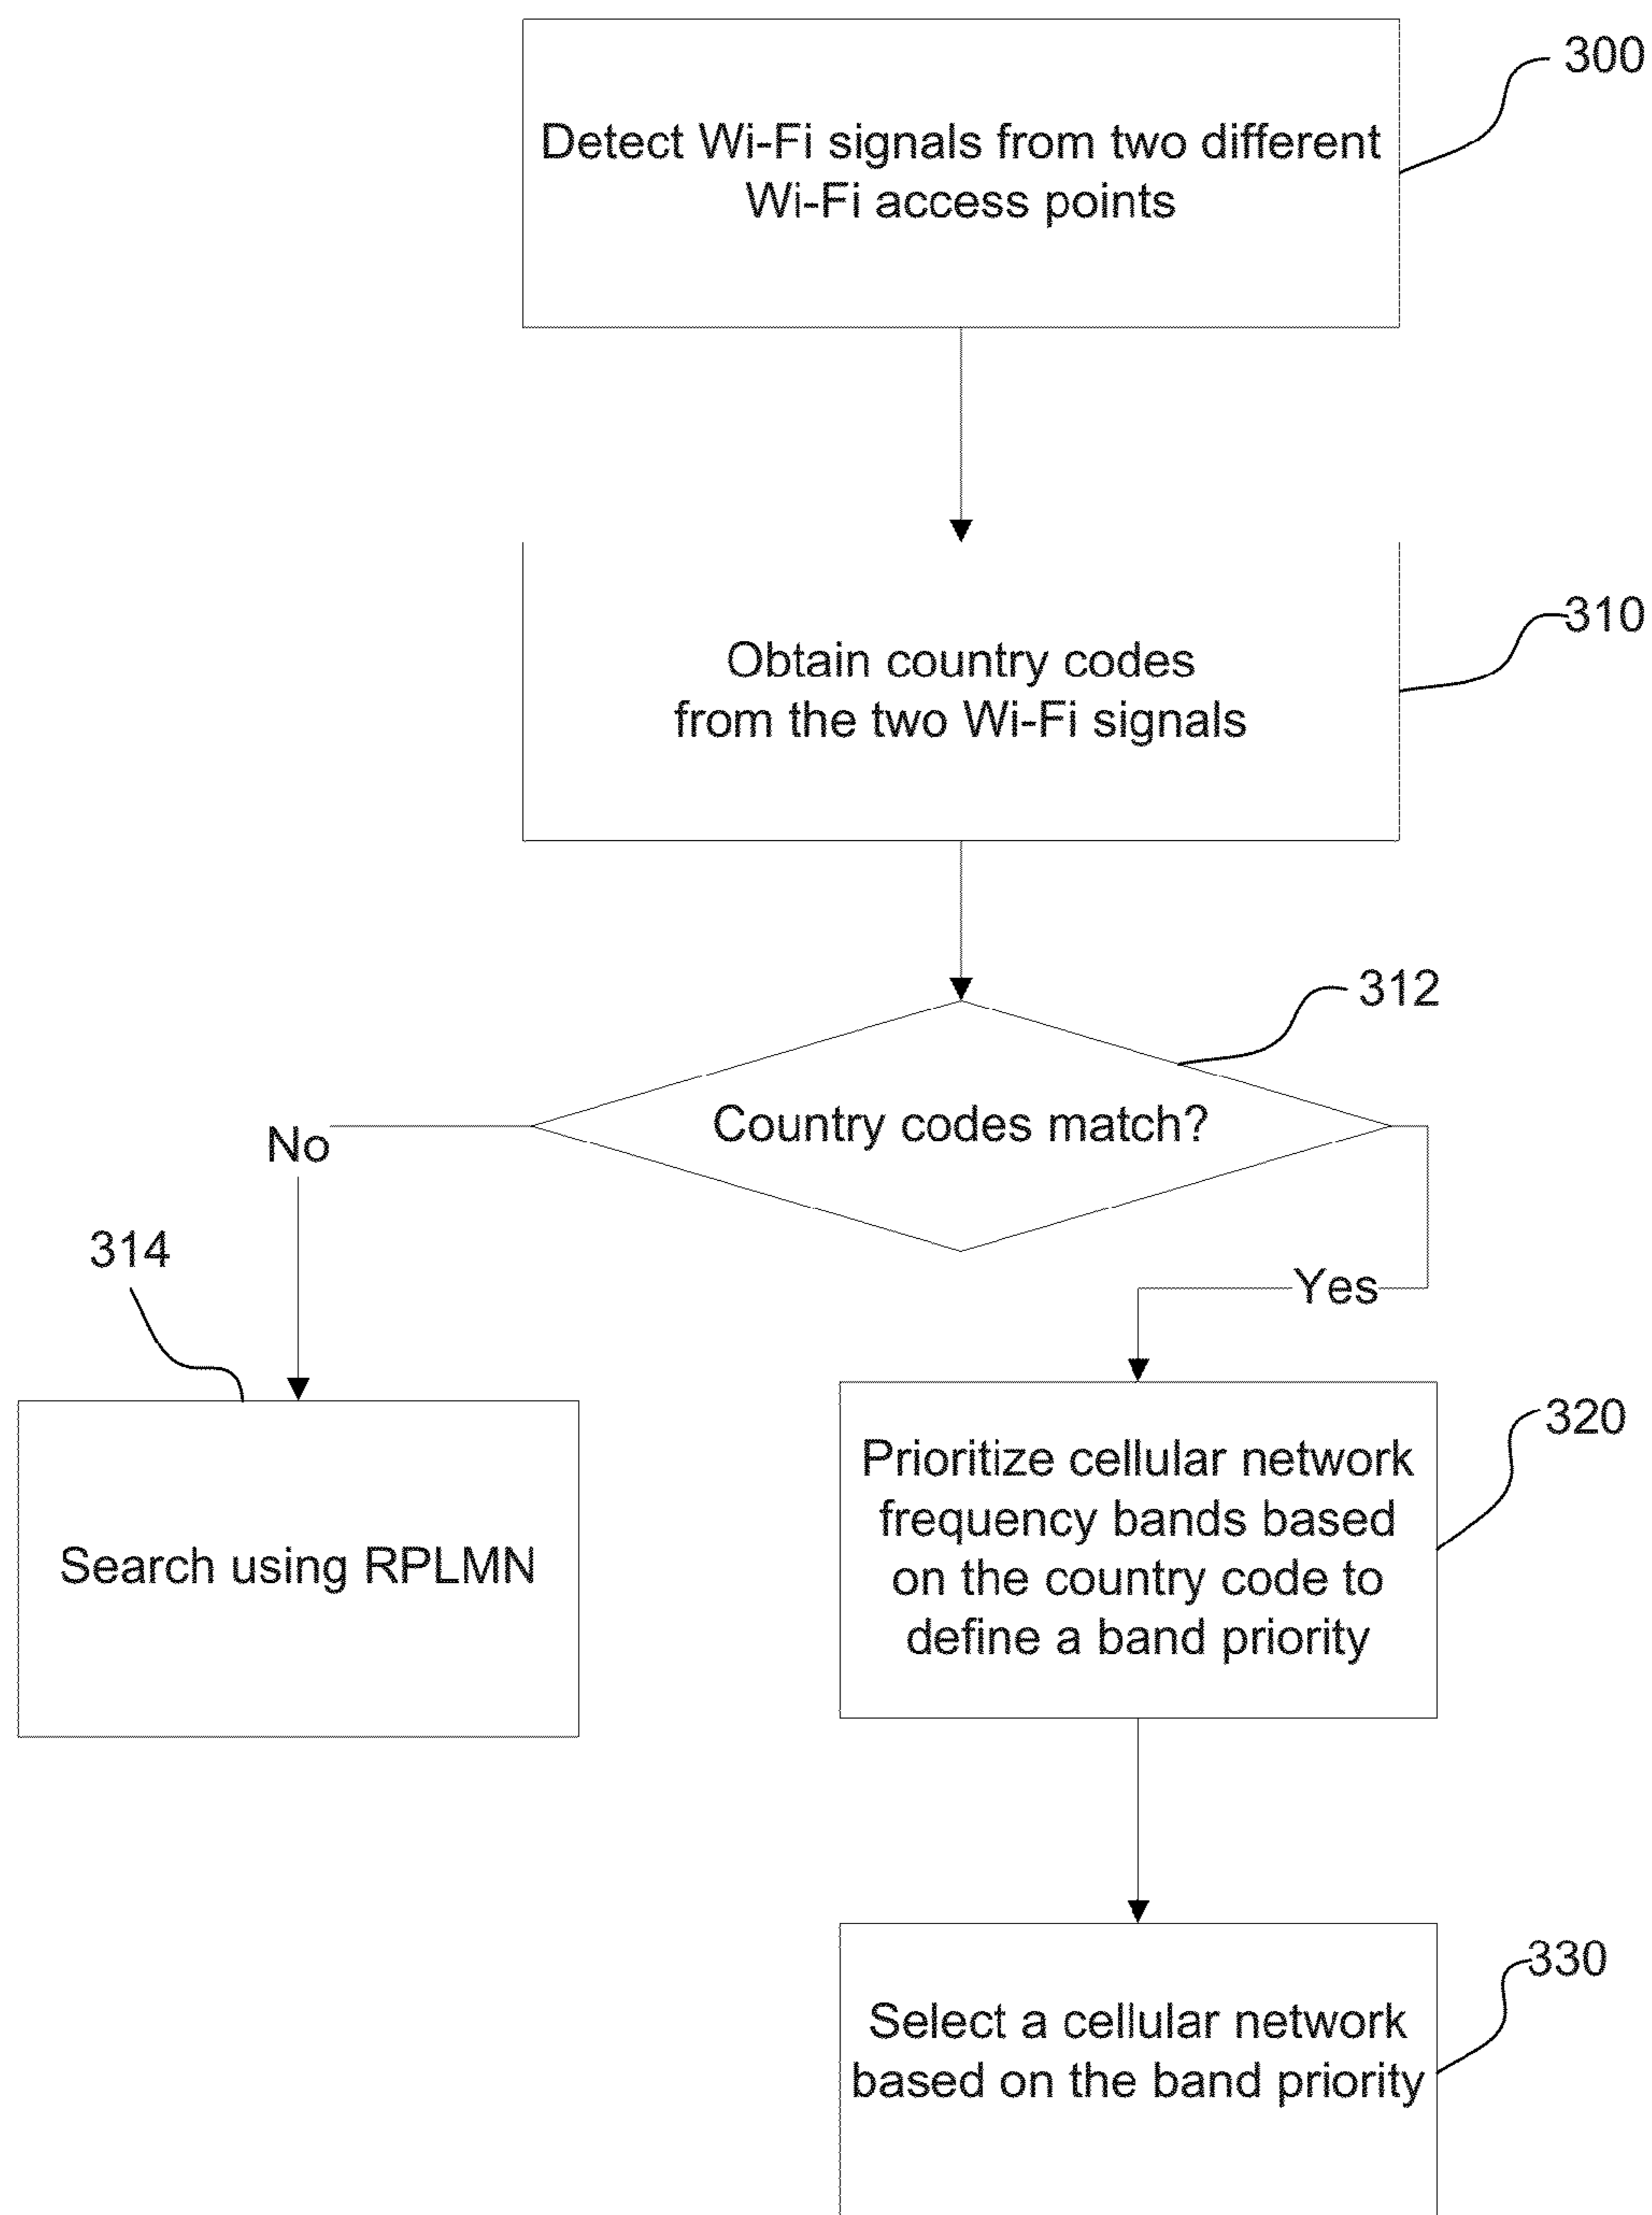 300
Detect Wi-Fi signals from two different
Wi-Fi access points
310
Obtain country codes
from the two Wi-Fi signals
312
Country codes match?
No
Yes
314
Search using RPLMN
320
Prioritize cellular network
frequency bands based
on the country code to
define a band priority
330
Select a cellular network
based on the band priority